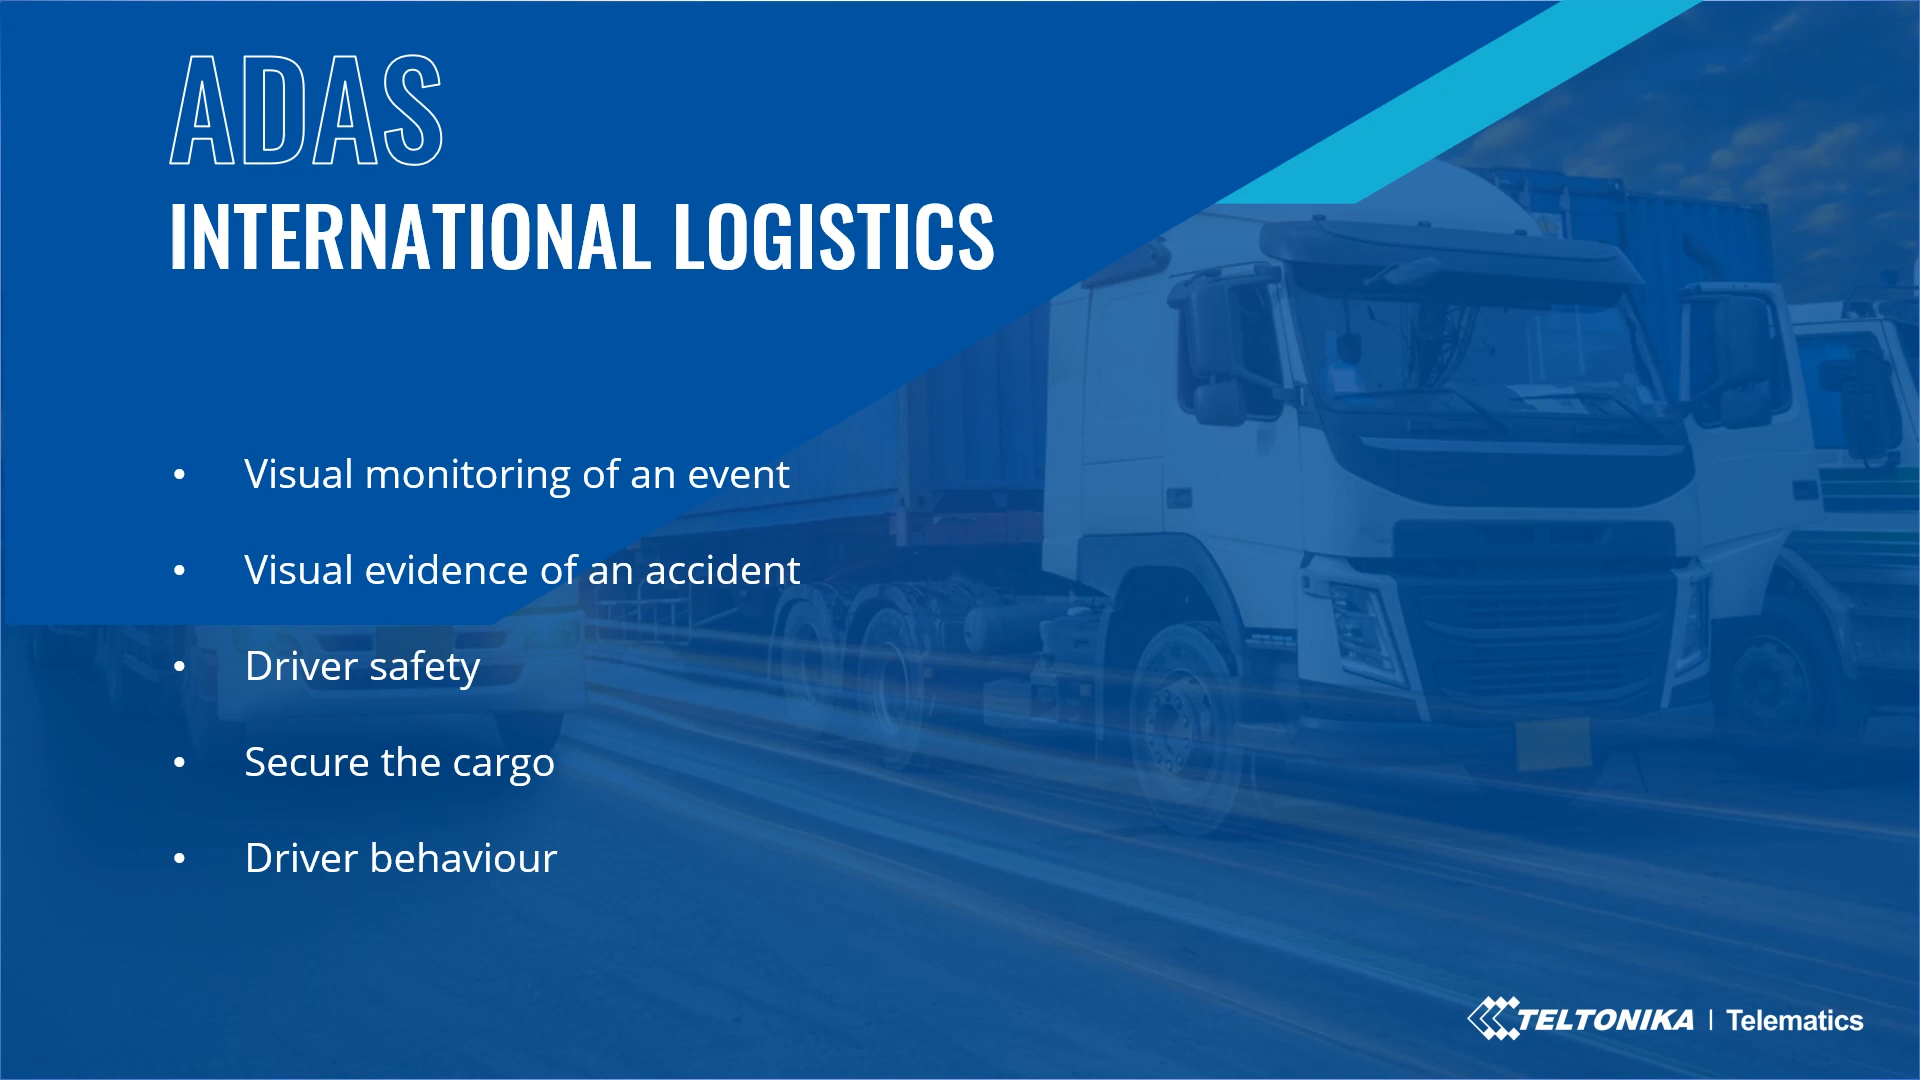 ADAS
INTERNATIONAL LOGISTICS
• Visual monitoring of an event
• Visual evidence of an accident
• Driver safety
• Secure the cargo
• Driver behaviour
TELTONIKA | Telematics